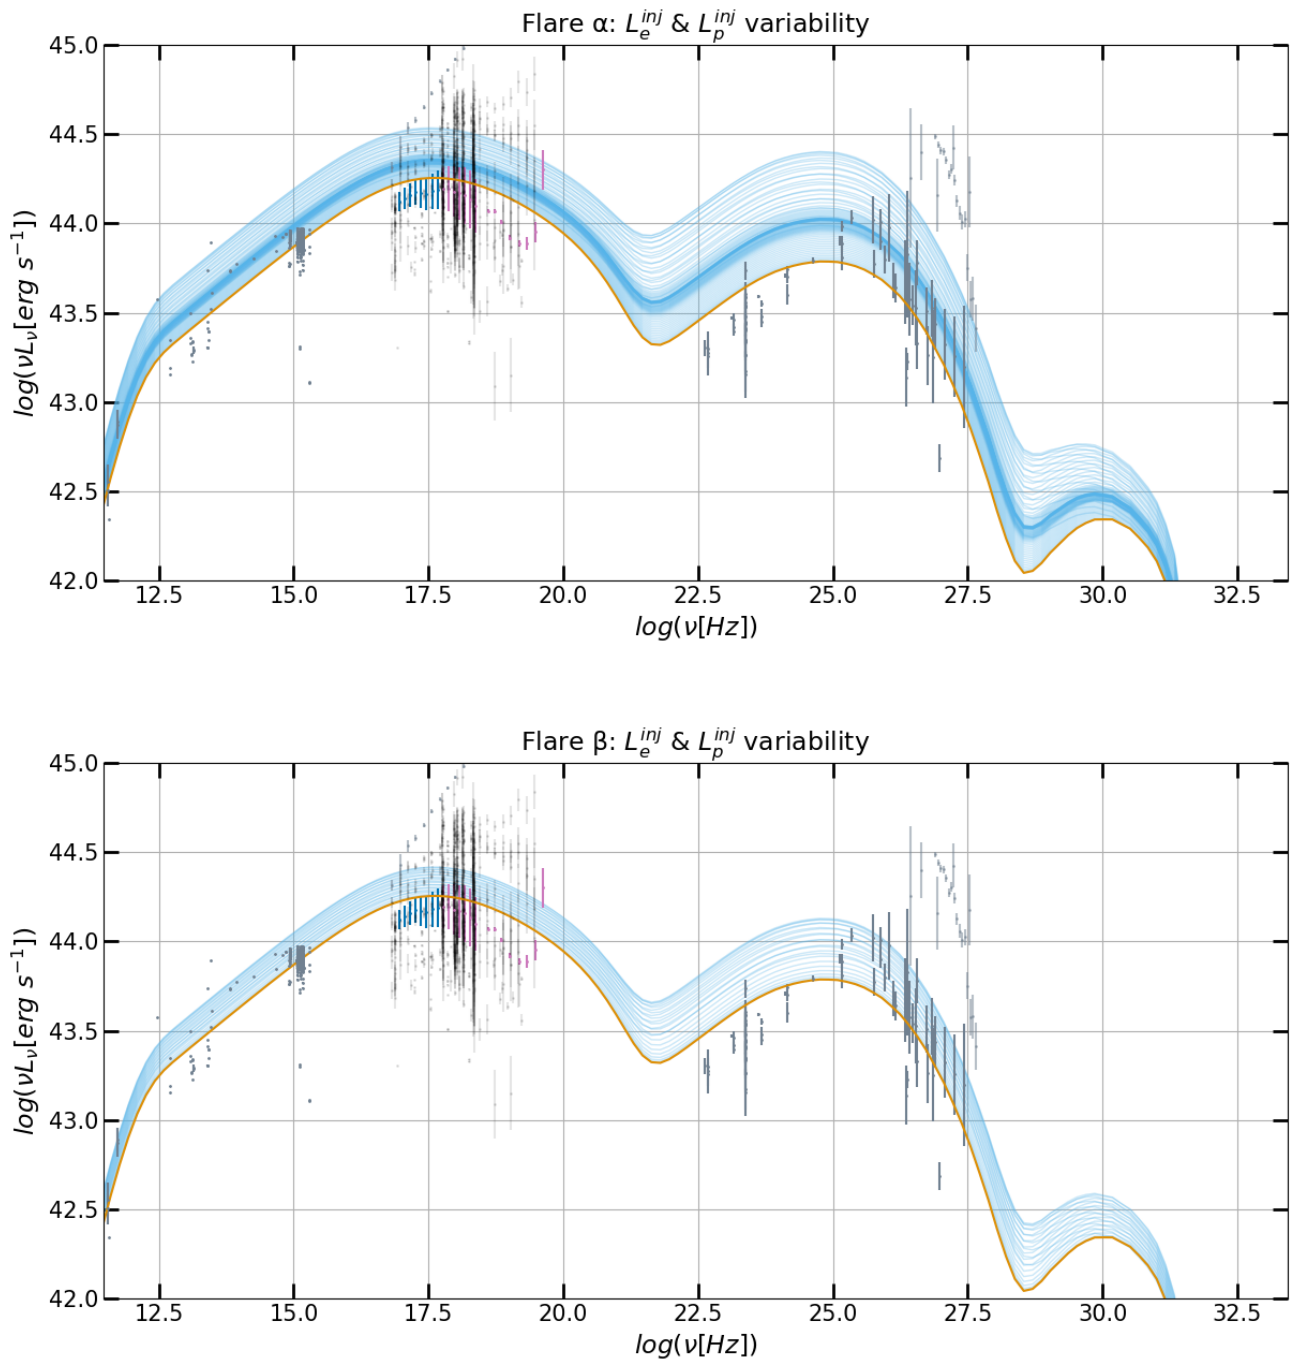 Flare α: L_e^{inj} & L_p^{inj} variability
45.0
44.5
44.0
43.5
43.0
42.5
42.0
log(νL_ν[erg s^{−1}])
12.5 15.0 17.5 20.0 22.5 25.0 27.5 30.0 32.5
log(ν[Hz])
Flare β: L_e^{inj} & L_p^{inj} variability
45.0
44.5
44.0
43.5
43.0
42.5
42.0
log(νL_ν[erg s^{−1}])
12.5 15.0 17.5 20.0 22.5 25.0 27.5 30.0 32.5
log(ν[Hz])